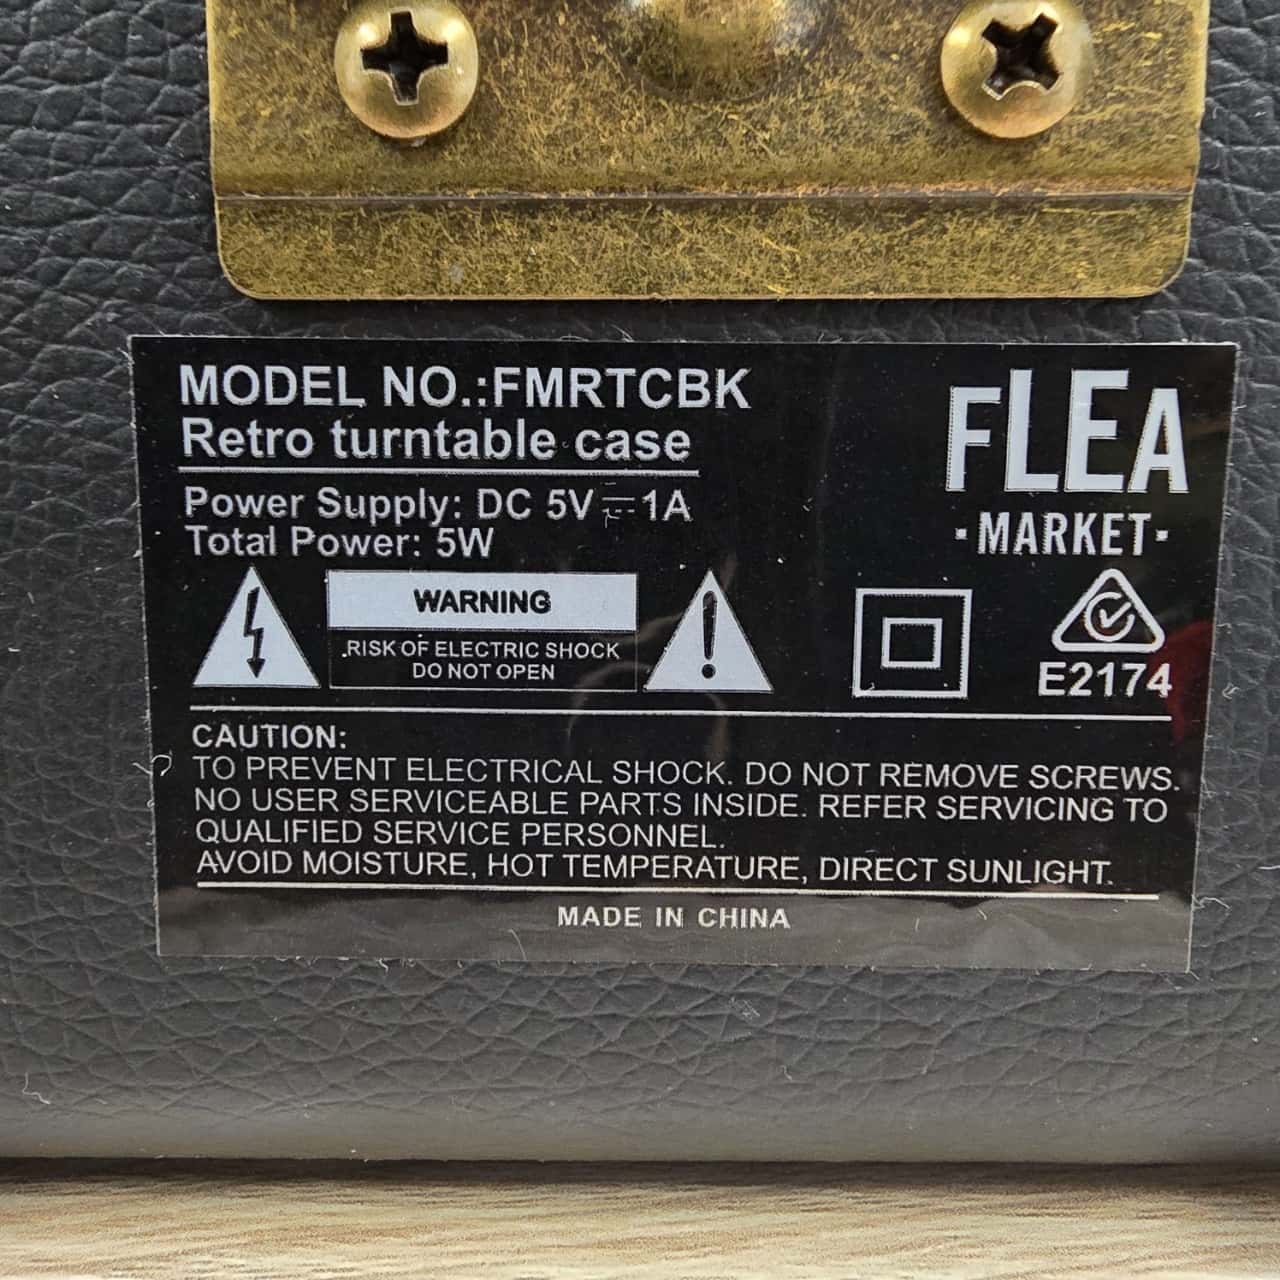 MODEL NO.:FMRTCBK
Retro turntable case
Power Supply: DC 5V ⎓ 1A
Total Power: 5W
FLEA
·MARKET·
WARNING
RISK OF ELECTRIC SHOCK
DO NOT OPEN
E2174
CAUTION:
TO PREVENT ELECTRICAL SHOCK. DO NOT REMOVE SCREWS.
NO USER SERVICEABLE PARTS INSIDE. REFER SERVICING TO
QUALIFIED SERVICE PERSONNEL.
AVOID MOISTURE, HOT TEMPERATURE, DIRECT SUNLIGHT.
MADE IN CHINA